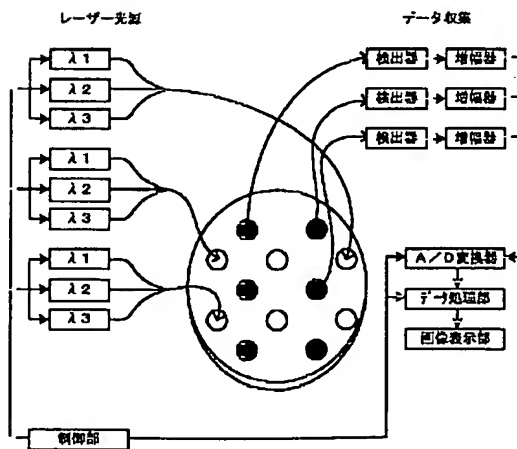 レーザー光源
データ収集
λ1
λ2
λ3
λ1
λ2
λ3
λ1
λ2
λ3
検出器
増幅器
検出器
増幅器
検出器
増幅器
A/D変換器
データ処理部
画像表示部
制御部